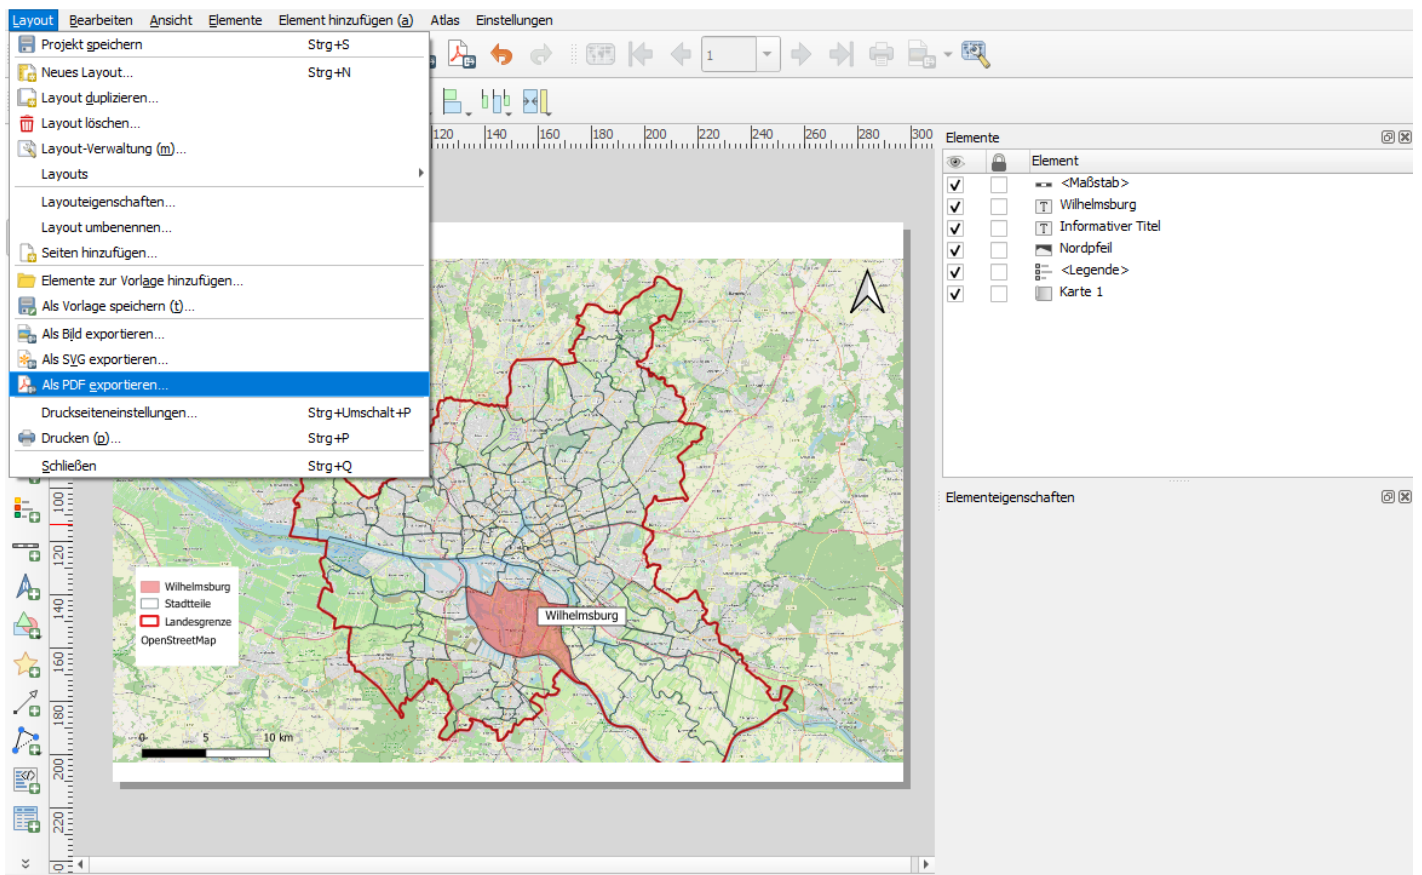 Layout Bearbeiten Ansicht Elemente Element hinzufügen (a) Atlas Einstellungen
Projekt speichern Strg+S
Neues Layout... Strg+N
Layout duplizieren...
Layout löschen...
Layout-Verwaltung (m)...
Layouts
Layouteigenschaften...
Layout umbenennen...
Seiten hinzufügen...
Elemente zur Vorlage hinzufügen...
Als Vorlage speichern (t)...
Als Bild exportieren...
Als SVG exportieren...
Als PDF exportieren...
Druckseiteneinstellungen... Strg+Umschalt+P
Drucken (p)... Strg+P
Schließen Strg+Q
1
120 140 160 180 200 220 240 260 280 300
100
120
140
160
180
200
220
Wilhelmsburg
Stadtteile
Landesgrenze
OpenStreetMap
Wilhelmsburg
0 5 10 km
Elemente
Element
<Maßstab>
Wilhelmsburg
Informativer Titel
Nordpfeil
<Legende>
Karte 1
Elementeigenschaften